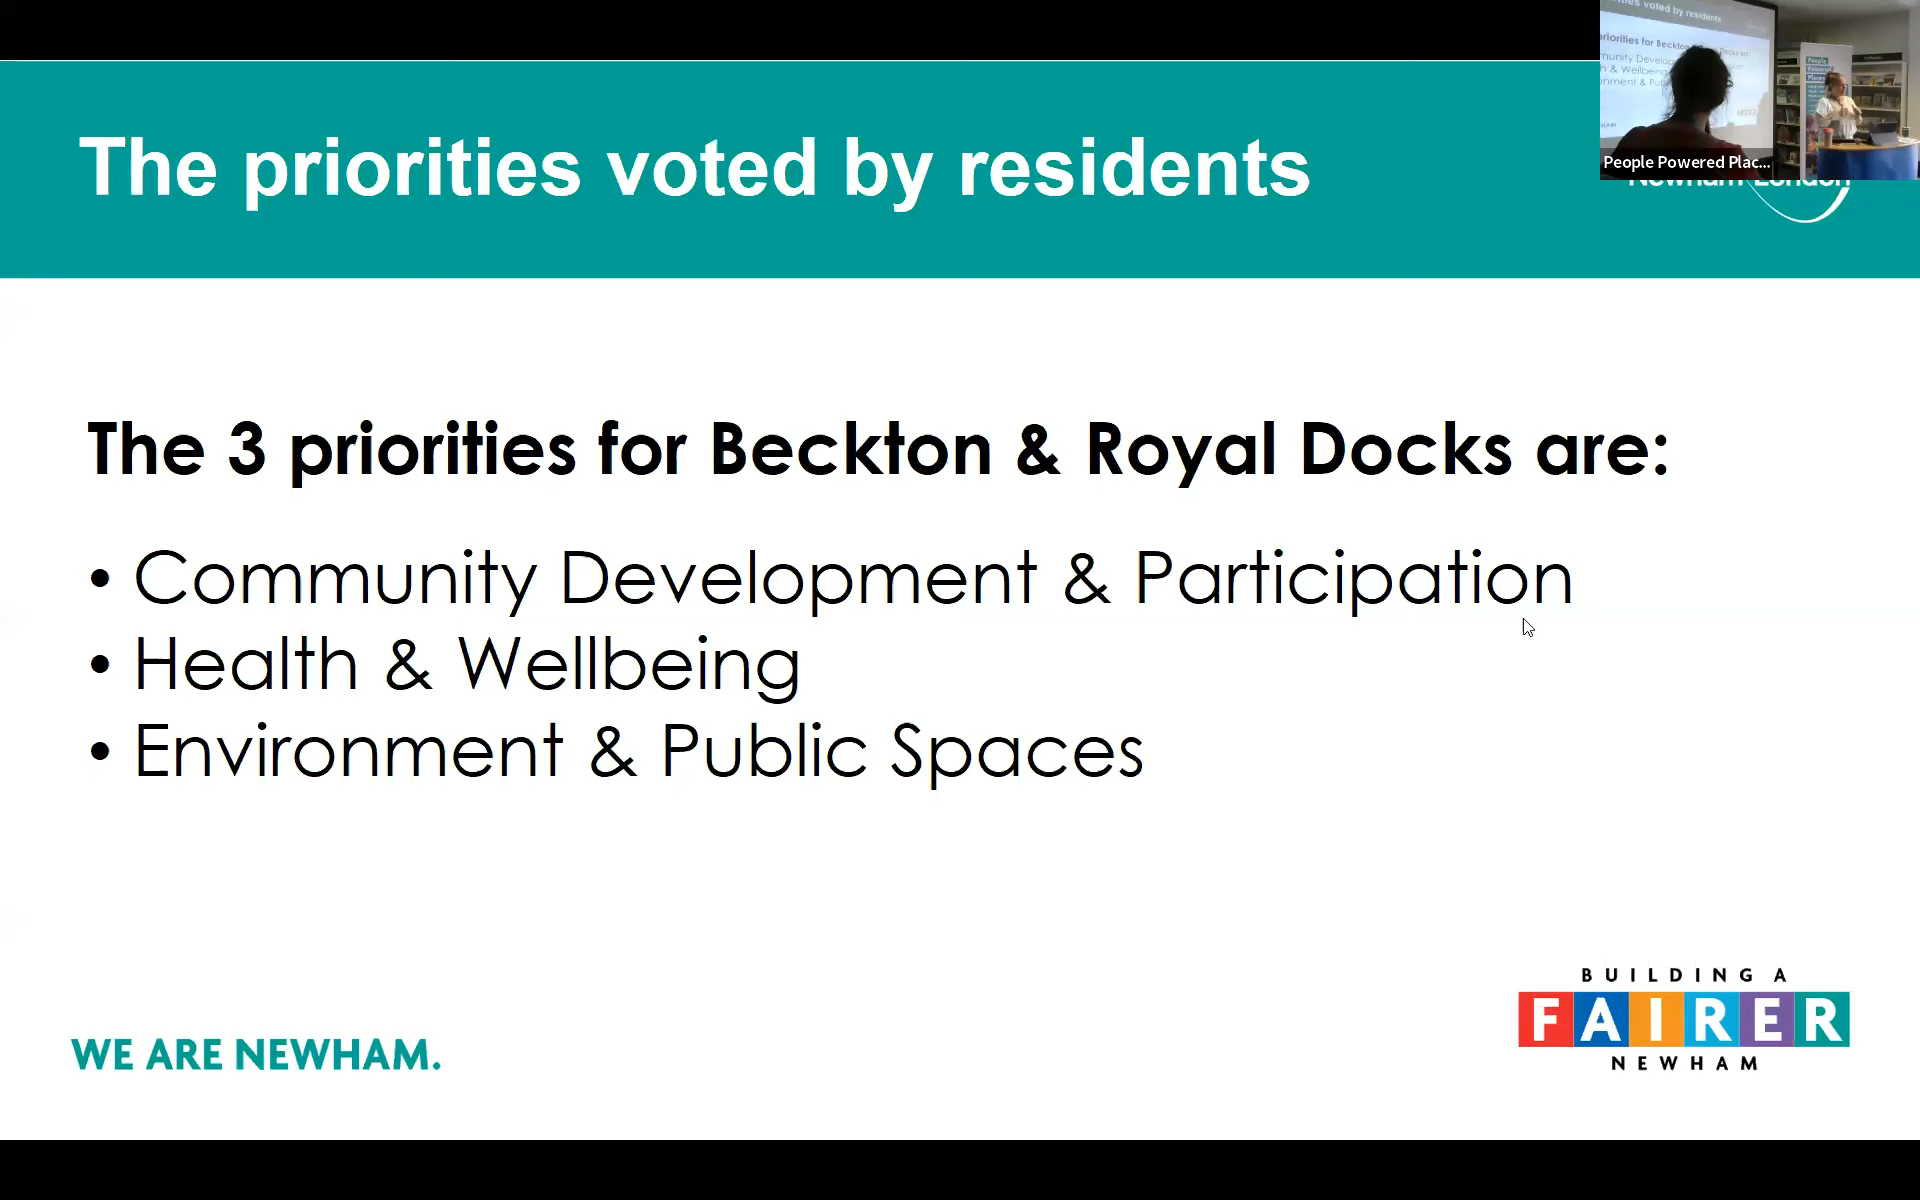 The priorities voted by residents
People Powered Plac...
Newham London
The 3 priorities for Beckton & Royal Docks are:
• Community Development & Participation
• Health & Wellbeing
• Environment & Public Spaces
WE ARE NEWHAM.
BUILDING A
FAIRER
NEWHAM